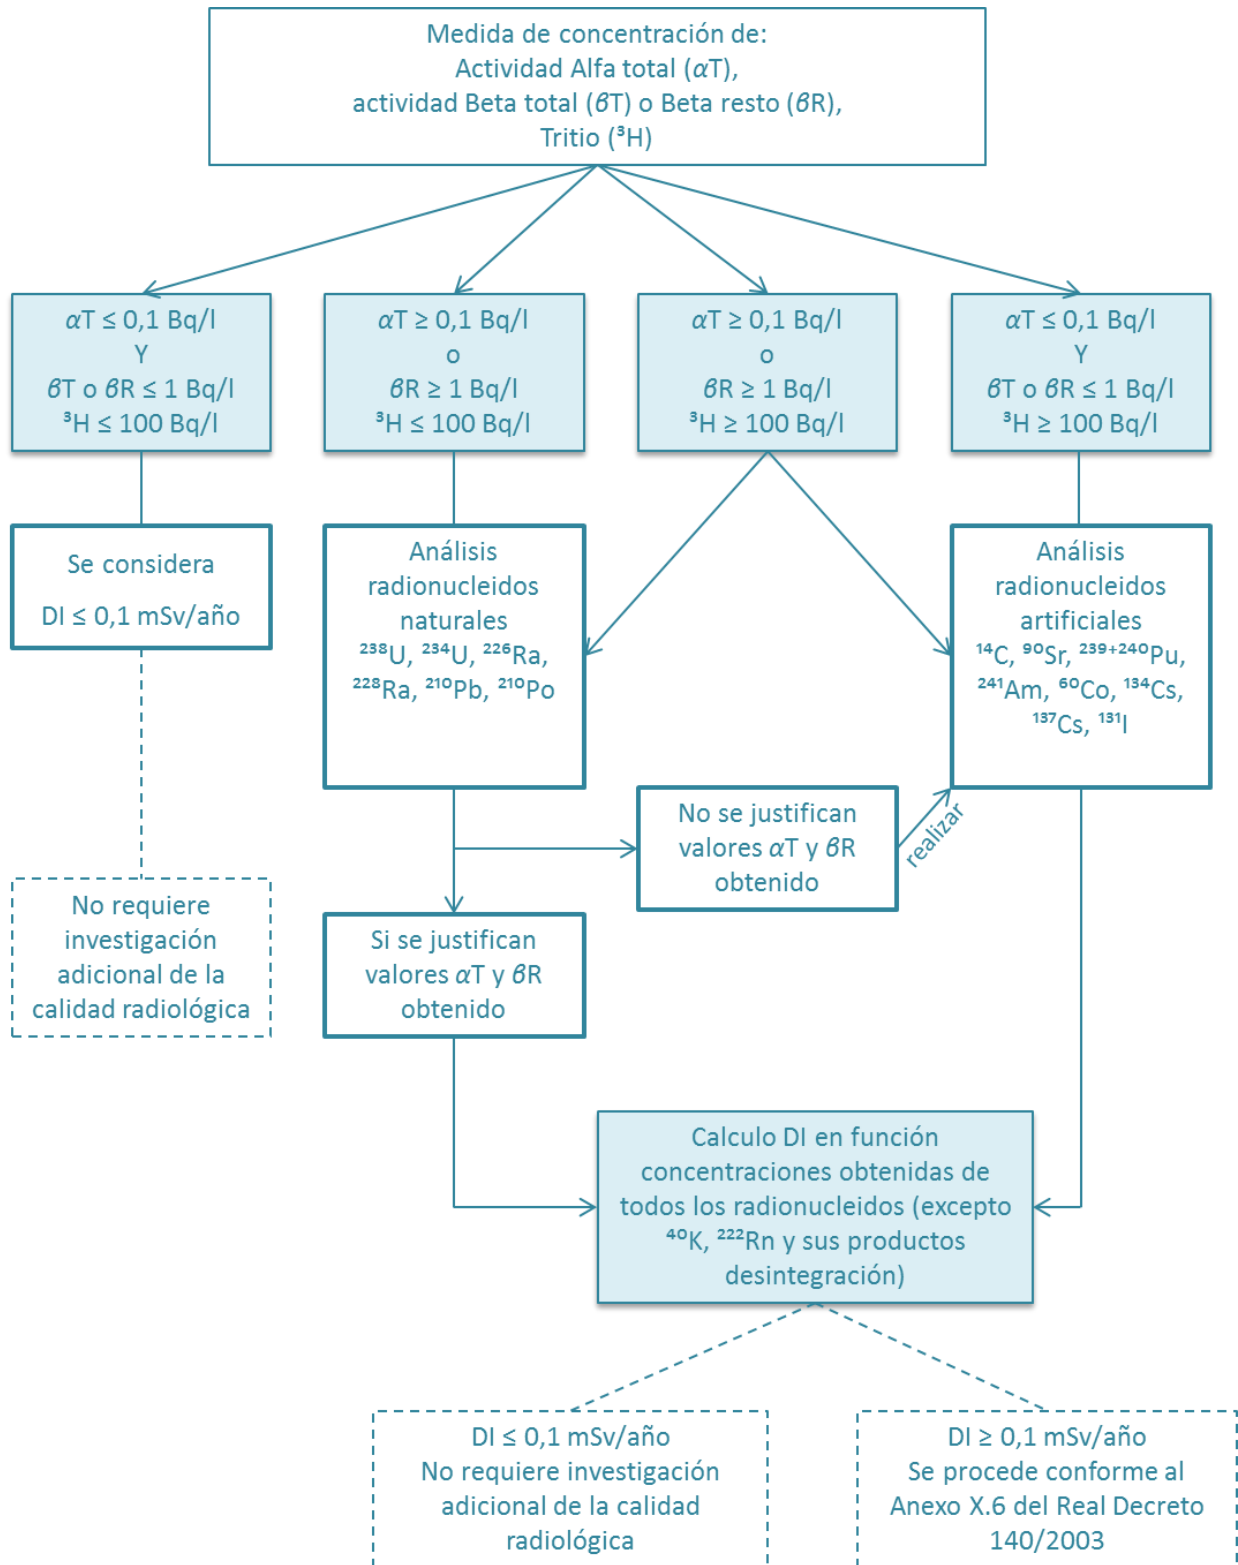 Medida de concentración de:
Actividad Alfa total (αT),
actividad Beta total (βT) o Beta resto (βR),
Tritio (³H)
αT ≤ 0,1 Bq/l
Y
βT o βR ≤ 1 Bq/l
³H ≤ 100 Bq/l
αT ≥ 0,1 Bq/l
o
βR ≥ 1 Bq/l
³H ≤ 100 Bq/l
αT ≥ 0,1 Bq/l
o
βR ≥ 1 Bq/l
³H ≥ 100 Bq/l
αT ≤ 0,1 Bq/l
Y
βT o βR ≤ 1 Bq/l
³H ≥ 100 Bq/l
Se considera
DI ≤ 0,1 mSv/año
Análisis
radionucleidos
naturales
²³⁸U, ²³⁴U, ²²⁶Ra,
²²⁸Ra, ²¹⁰Pb, ²¹⁰Po
Análisis
radionucleidos
artificiales
¹⁴C, ⁹⁰Sr, ²³⁹⁺²⁴⁰Pu,
²⁴¹Am, ⁶⁰Co, ¹³⁴Cs,
¹³⁷Cs, ¹³¹I
No se justifican
valores αT y βR
obtenido
realizar
No requiere
investigación
adicional de la
calidad radiológica
Si se justifican
valores αT y βR
obtenido
Calculo DI en función
concentraciones obtenidas de
todos los radionucleidos (excepto
⁴⁰K, ²²²Rn y sus productos
desintegración)
DI ≤ 0,1 mSv/año
No requiere investigación
adicional de la calidad
radiológica
DI ≥ 0,1 mSv/año
Se procede conforme al
Anexo X.6 del Real Decreto
140/2003